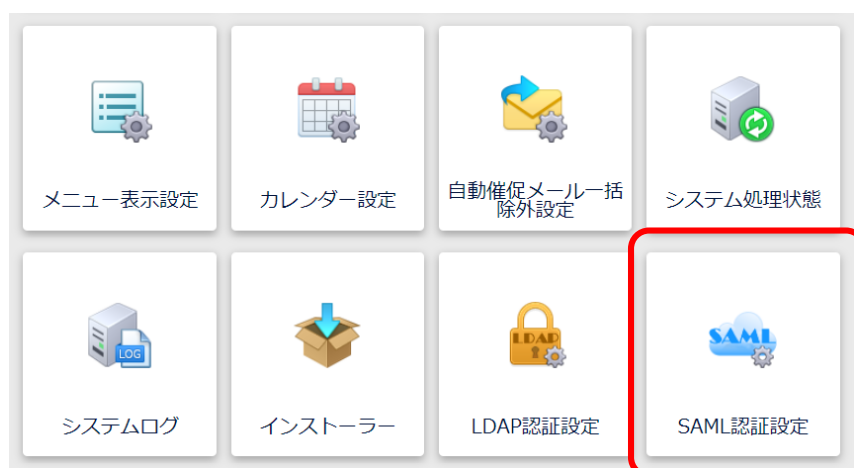 メニュー表示設定
カレンダー設定
自動催促メール一括
除外設定
システム処理状態
LOG
システムログ
インストーラー
LDAP
LDAP認証設定
SAML
SAML認証設定